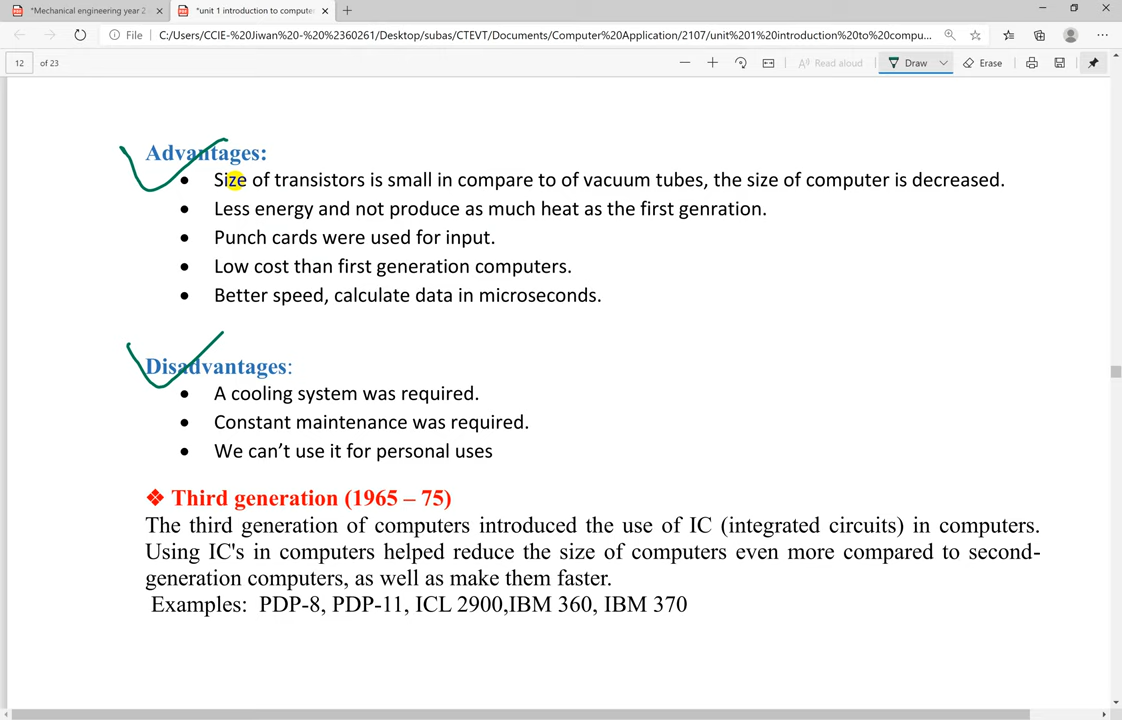 "Mechanical engineering year 2
"unit 1 introduction to compute
File
C:/Users/CCIE-%20Jiwan%20-%20%2360261/Desktop/subas/CTEVT/Documents/Computer%20Application/2107/unit%201%20introduction%20to%20compu...
12 of 23
Read aloud
Draw
Erase
Advantages:
• Size of transistors is small in compare to of vacuum tubes, the size of computer is decreased.
• Less energy and not produce as much heat as the first genration.
• Punch cards were used for input.
• Low cost than first generation computers.
• Better speed, calculate data in microseconds.
Disadvantages:
• A cooling system was required.
• Constant maintenance was required.
• We can't use it for personal uses
❖ Third generation (1965 – 75)
The third generation of computers introduced the use of IC (integrated circuits) in computers.
Using IC's in computers helped reduce the size of computers even more compared to second-
generation computers, as well as make them faster.
Examples: PDP-8, PDP-11, ICL 2900,IBM 360, IBM 370